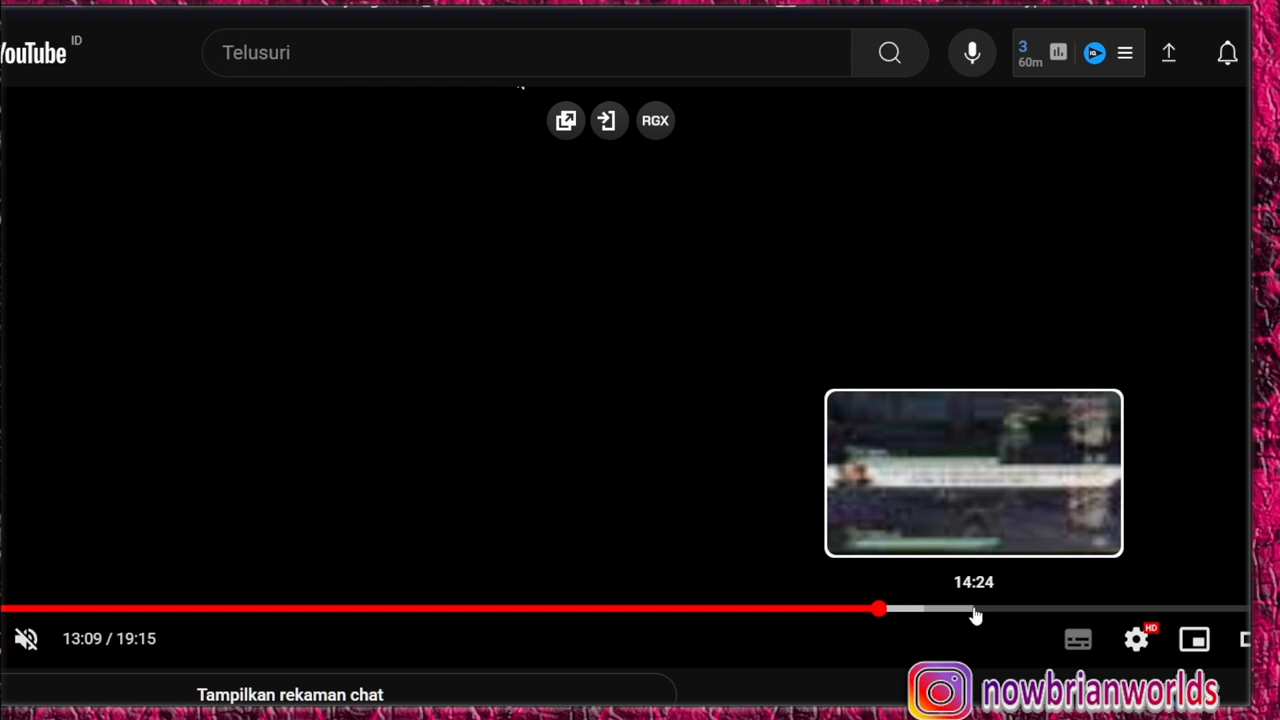 YouTube ID
Telusuri
3
60m
RGX
14:24
13:09 / 19:15
HD
Tampilkan rekaman chat
nowbrianworlds